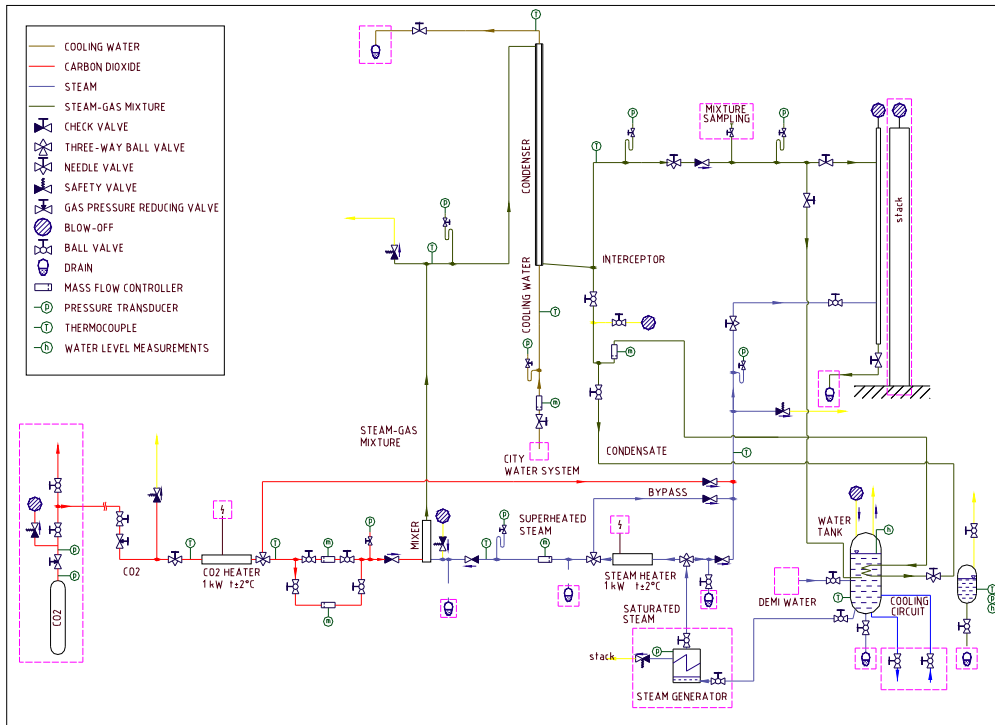 COOLING WATER
CARBON DIOXIDE
STEAM
STEAM-GAS MIXTURE
CHECK VALVE
THREE-WAY BALL VALVE
NEEDLE VALVE
SAFETY VALVE
GAS PRESSURE REDUCING VALVE
BLOW-OFF
BALL VALVE
DRAIN
MASS FLOW CONTROLLER
p PRESSURE TRANSDUCER
T THERMOCOUPLE
h WATER LEVEL MEASUREMENTS
T
CONDENSER
COOLING WATER
p
T
T
p
MIXTURE
SAMPLING
p
stack
INTERCEPTOR
T
p
m
m
p
CITY
WATER SYSTEM
STEAM-GAS
MIXTURE
CONDENSATE
T
BYPASS
SUPERHEATED
STEAM
MIXER
CO2
p
p
CO2
T
CO2 HEATER
1 kW t±2°C
T
m
m
p
T
p
m
STEAM HEATER
1 kW t±2°C
SATURATED
STEAM
stack
p
STEAM GENERATOR
WATER
TANK
h
DEMI WATER
T
COOLING
CIRCUIT
T
p
h